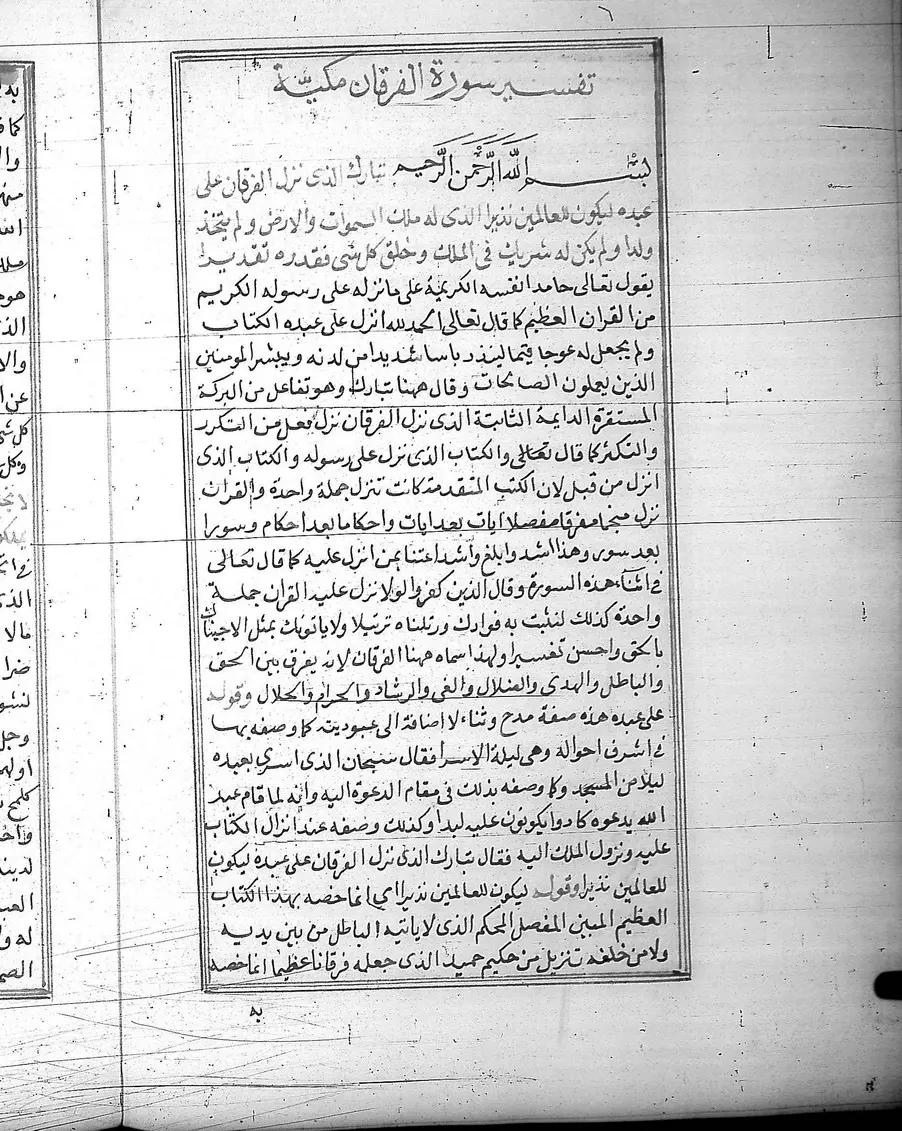 تفسير سورة الفرقان مكية
بسم الله الرحمن الرحيم تبارك الذى نزل الفرقان على
عبده ليكون للعالمين نذيرا الذى له ملك السموات والارض ولم يتخذ
ولدا ولم يكن له شريك فى الملك وخلق كل شى فقدره تقديرا
يقول تعالى حامدا نفسه الكريمة على ما نزله على رسوله الكريم
من القران العظيم كما قال تعالى الحمد لله انزل على عبده الكتاب
ولم يجعل له عوجا قيما لينذر باسا شديدا من لدنه ويبشر المومنين
الذين يعملون الصالحات وقال ههنا تبارك وهو تفاعل من البركة
المستقرة الدايمة الثابتة الذى نزل الفرقان نزل فعل من التكرر
والتكثر كما قال تعالى والكتاب الذى نزل على رسوله والكتاب الذى
انزل من قبل لان الكتب المتقدمة كانت تنزل جملة واحدة والقران
نزل منجما مفرقا مفصلا ايات بعد ايات واحكاما بعد احكام وسورا
بعد سور وهذا اشد وابلغ واشد اعتنا بمن انزل عليه كما قال تعالى
فى اثناء هذه السورة وقال الذين كفروا لولا نزل عليه القران جملة
واحدة كذلك لنثبت به فوادك ورتلناه ترتيلا ولا ياتونك بمثل الا جيناك
بالحق واحسن تفسيرا ولهذا سماه ههنا الفرقان لانه يفرق بين الحق
والباطل والهدى والضلال والغى والرشاد والحرام والحلال وقوله
على عبده هذه صفة مدح وثناء لا اضافة الى عبوديته كما وصفه بها
فى اشرف احواله وهى ليلة الاسرا فقال سبحان الذى اسرى بعبده
ليلا من المسجد وكما وصفه بذلك فى مقام الدعوة اليه وانه لما قام عبد
الله يدعوه كادوا يكونون عليه لبدا وكذلك وصفه عند انزال الكتاب
عليه ونزول الملك اليه فقال تبارك الذى نزل الفرقان على عبده ليكون
للعالمين نذيرا وقوله ليكون للعالمين نذيرا اى انما خصه بهذا الكتاب
العظيم المبين المفصل المحكم الذى لا ياتيه الباطل من بين يديه
ولا من خلفه تنزيل من حكيم حميد الذى جعله فرقانا عظيما انما خصه
به